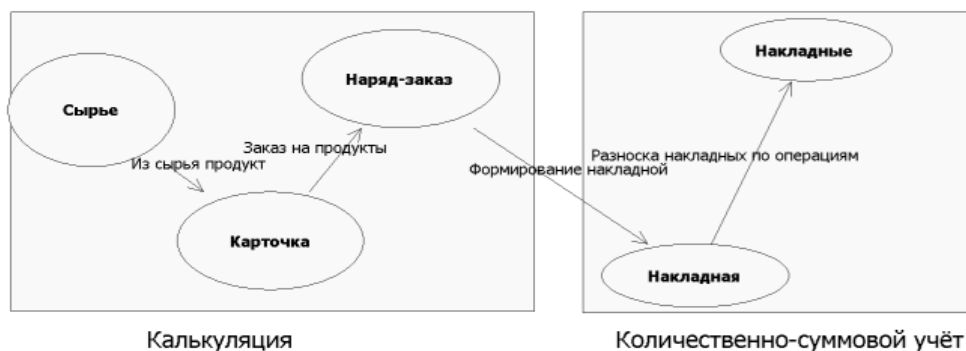 Накладные
Наряд-заказ
Сырье
Заказ на продукты
Из сырья продукт
Разноска накладных по операциям
Формирование накладной
Карточка
Накладная
Калькуляция
Количественно-суммовой учёт